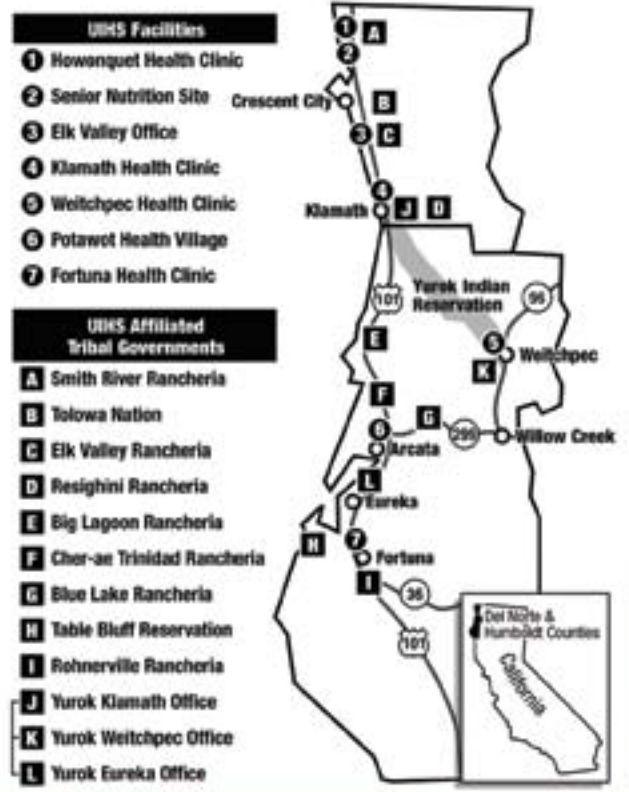 UIHS Facilities
1 Howonquet Health Clinic
2 Senior Nutrition Site
3 Elk Valley Office
4 Klamath Health Clinic
5 Weitchpec Health Clinic
6 Potawot Health Village
7 Fortuna Health Clinic
UIHS Affiliated
Tribal Governments
A Smith River Rancheria
B Tolowa Nation
C Elk Valley Rancheria
D Resighini Rancheria
E Big Lagoon Rancheria
F Cher-ae Trinidad Rancheria
G Blue Lake Rancheria
H Table Bluff Reservation
I Rohnerville Rancheria
J Yurok Klamath Office
K Yurok Weitchpec Office
L Yurok Eureka Office
1
A
2
Crescent City
B
3
C
4
Klamath
J
D
101
Yurok Indian
Reservation
96
E
5
Weitchpec
K
F
G
6
299
Willow Creek
Arcata
L
Eureka
H
7
Fortuna
I
36
101
Del Norte &
Humboldt Counties
California